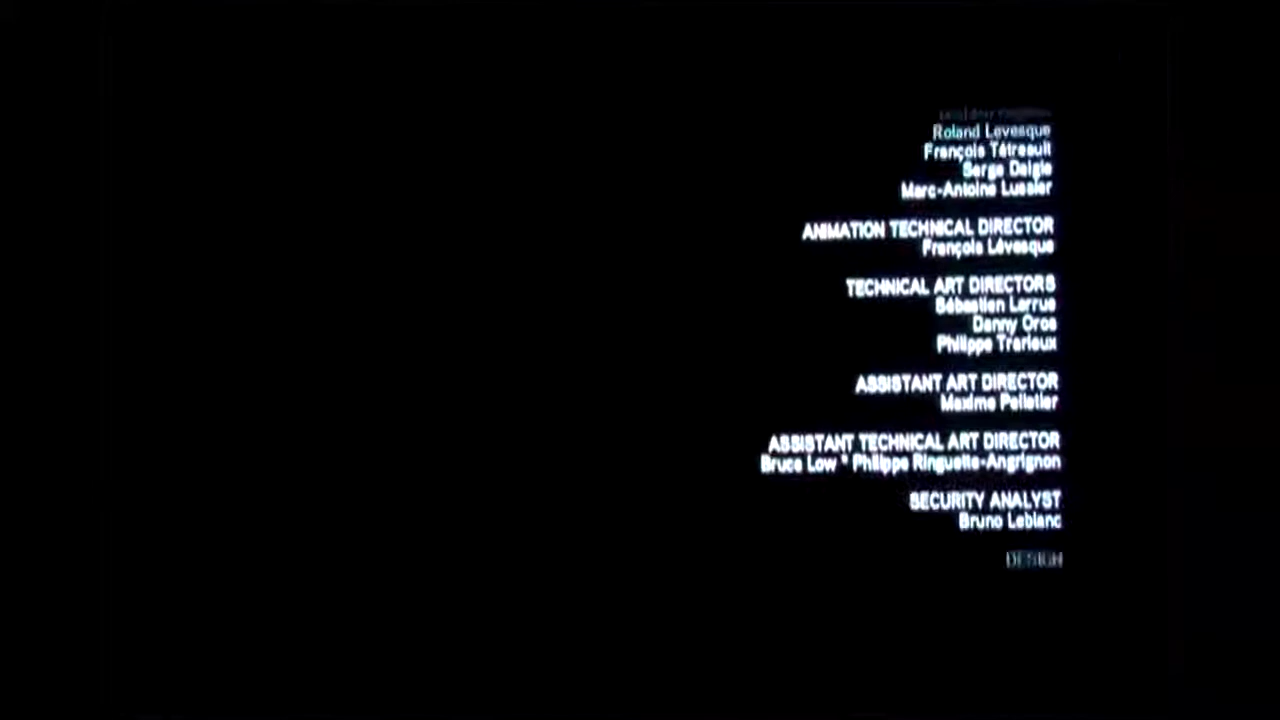 Roland Levesque
François Tétreault
Serge Daigle
Marc-Antoine Lussier
ANIMATION TECHNICAL DIRECTOR
François Lévesque
TECHNICAL ART DIRECTORS
Sébastien Larrue
Danny Oros
Philippe Trarieux
ASSISTANT ART DIRECTOR
Maxime Pelletier
ASSISTANT TECHNICAL ART DIRECTOR
Bruce Low * Philippe Ringuette-Angrignon
SECURITY ANALYST
Bruno Leblanc
DESIGN